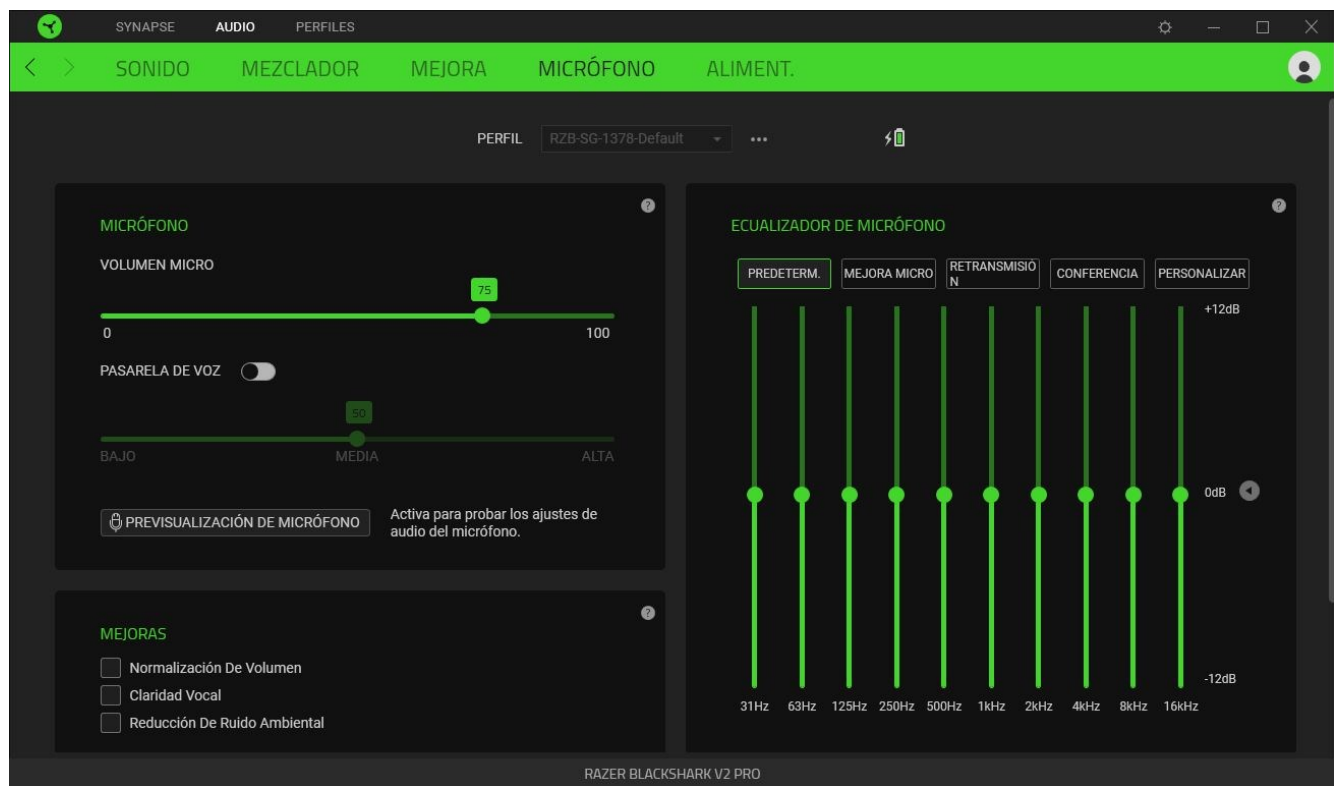 SYNAPSE AUDIO PERFILES
SONIDO MEZCLADOR MEJORA MICRÓFONO ALIMENT.
PERFIL RZB-SG-1378-Default
MICRÓFONO
VOLUMEN MICRO
75
0 100
PASARELA DE VOZ
50
BAJO MEDIA ALTA
PREVISUALIZACIÓN DE MICRÓFONO
Activa para probar los ajustes de
audio del micrófono.
MEJORAS
Normalización De Volumen
Claridad Vocal
Reducción De Ruido Ambiental
ECUALIZADOR DE MICRÓFONO
PREDETERM. MEJORA MICRO RETRANSMISIÓ
N CONFERENCIA PERSONALIZAR
+12dB
0dB
-12dB
31Hz 63Hz 125Hz 250Hz 500Hz 1kHz 2kHz 4kHz 8kHz 16kHz
RAZER BLACKSHARK V2 PRO